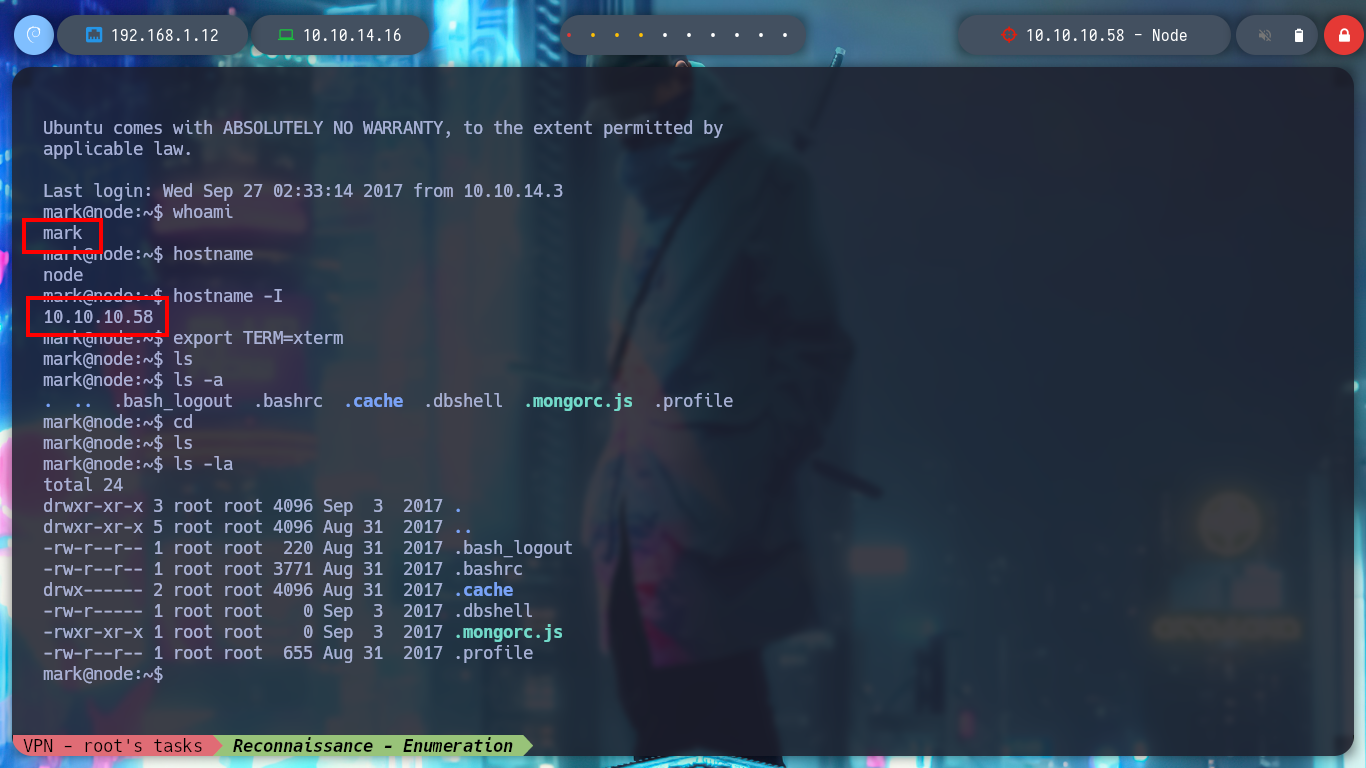 192.168.1.12 10.10.14.16 10.10.10.58 - Node
Ubuntu comes with ABSOLUTELY NO WARRANTY, to the extent permitted by
applicable law.
Last login: Wed Sep 27 02:33:14 2017 from 10.10.14.3
mark@node:~$ whoami
mark
mark@node:~$ hostname
node
mark@node:~$ hostname -I
10.10.10.58
mark@node:~$ export TERM=xterm
mark@node:~$ ls
mark@node:~$ ls -a
.  ..  .bash_logout  .bashrc  .cache  .dbshell  .mongorc.js  .profile
mark@node:~$ cd
mark@node:~$ ls
mark@node:~$ ls -la
total 24
drwxr-xr-x 3 root root 4096 Sep  3  2017 .
drwxr-xr-x 5 root root 4096 Aug 31  2017 ..
-rw-r--r-- 1 root root  220 Aug 31  2017 .bash_logout
-rw-r--r-- 1 root root 3771 Aug 31  2017 .bashrc
drwx------ 2 root root 4096 Aug 31  2017 .cache
-rw-r----- 1 root root    0 Sep  3  2017 .dbshell
-rwxr-xr-x 1 root root    0 Sep  3  2017 .mongorc.js
-rw-r--r-- 1 root root  655 Aug 31  2017 .profile
mark@node:~$
VPN - root's tasks Reconnaissance - Enumeration